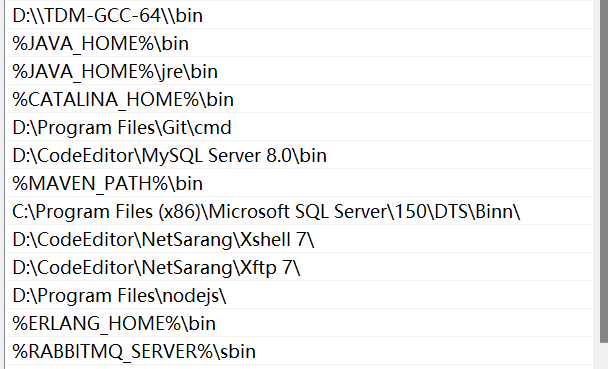 D:\\TDM-GCC-64\\bin
%JAVA_HOME%\bin
%JAVA_HOME%\jre\bin
%CATALINA_HOME%\bin
D:\Program Files\Git\cmd
D:\CodeEditor\MySQL Server 8.0\bin
%MAVEN_PATH%\bin
C:\Program Files (x86)\Microsoft SQL Server\150\DTS\Binn\
D:\CodeEditor\NetSarang\Xshell 7\
D:\CodeEditor\NetSarang\Xftp 7\
D:\Program Files\nodejs\
%ERLANG_HOME%\bin
%RABBITMQ_SERVER%\sbin